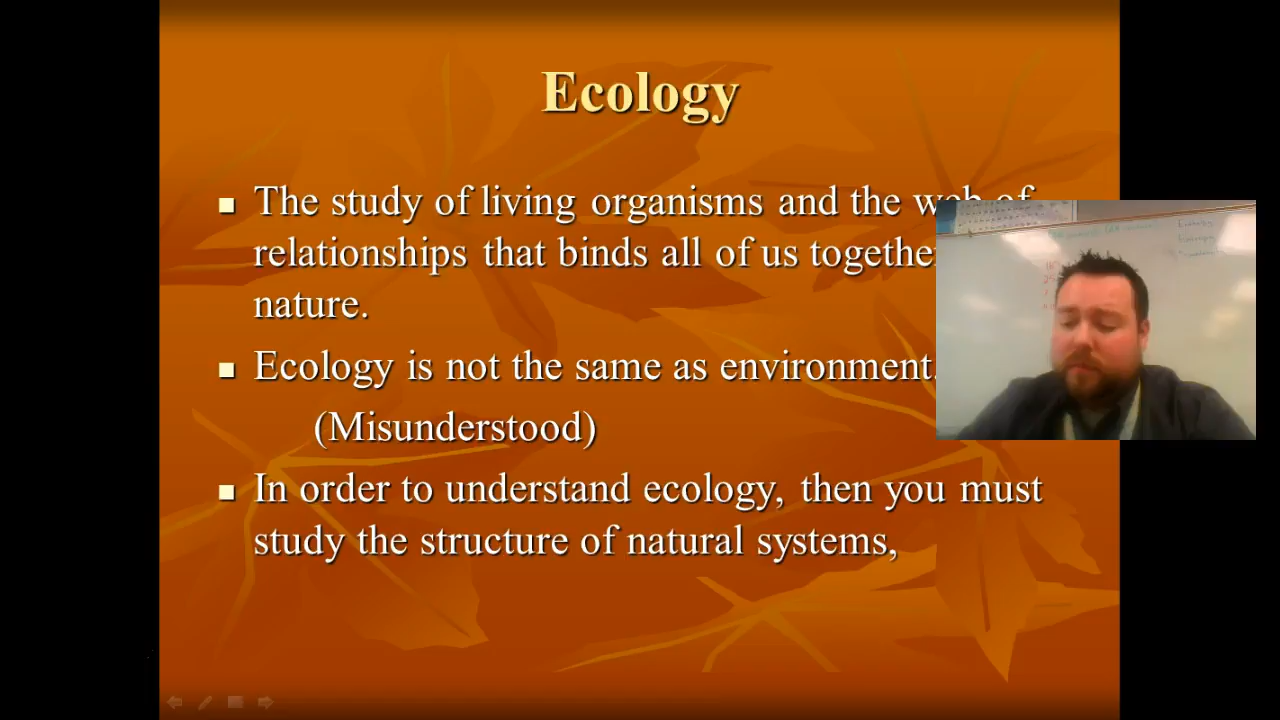 Ecology
The study of living organisms and the web of
relationships that binds all of us together
nature.
Ecology is not the same as environment.
(Misunderstood)
In order to understand ecology, then you must
study the structure of natural systems,